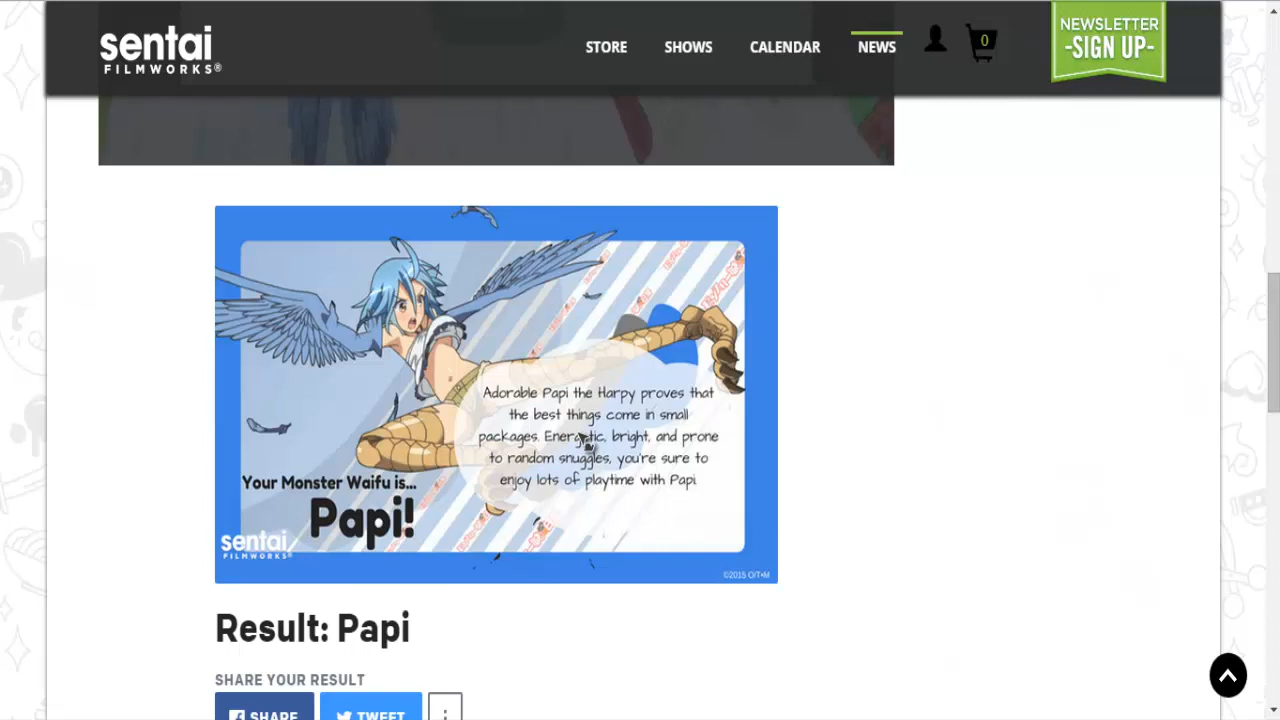 sentai
FILMWORKS®
STORE SHOWS CALENDAR NEWS 0
NEWSLETTER
-SIGN UP-
Adorable Papi the Harpy proves that
the best things come in small
packages. Energetic, bright, and prone
to random snuggles, you're sure to
enjoy lots of playtime with Papi.
Your Monster Waifu is...
Papi!
sentai
FILMWORKS®
©2015 O/T•M
Result: Papi
SHARE YOUR RESULT
SHARE TWEET